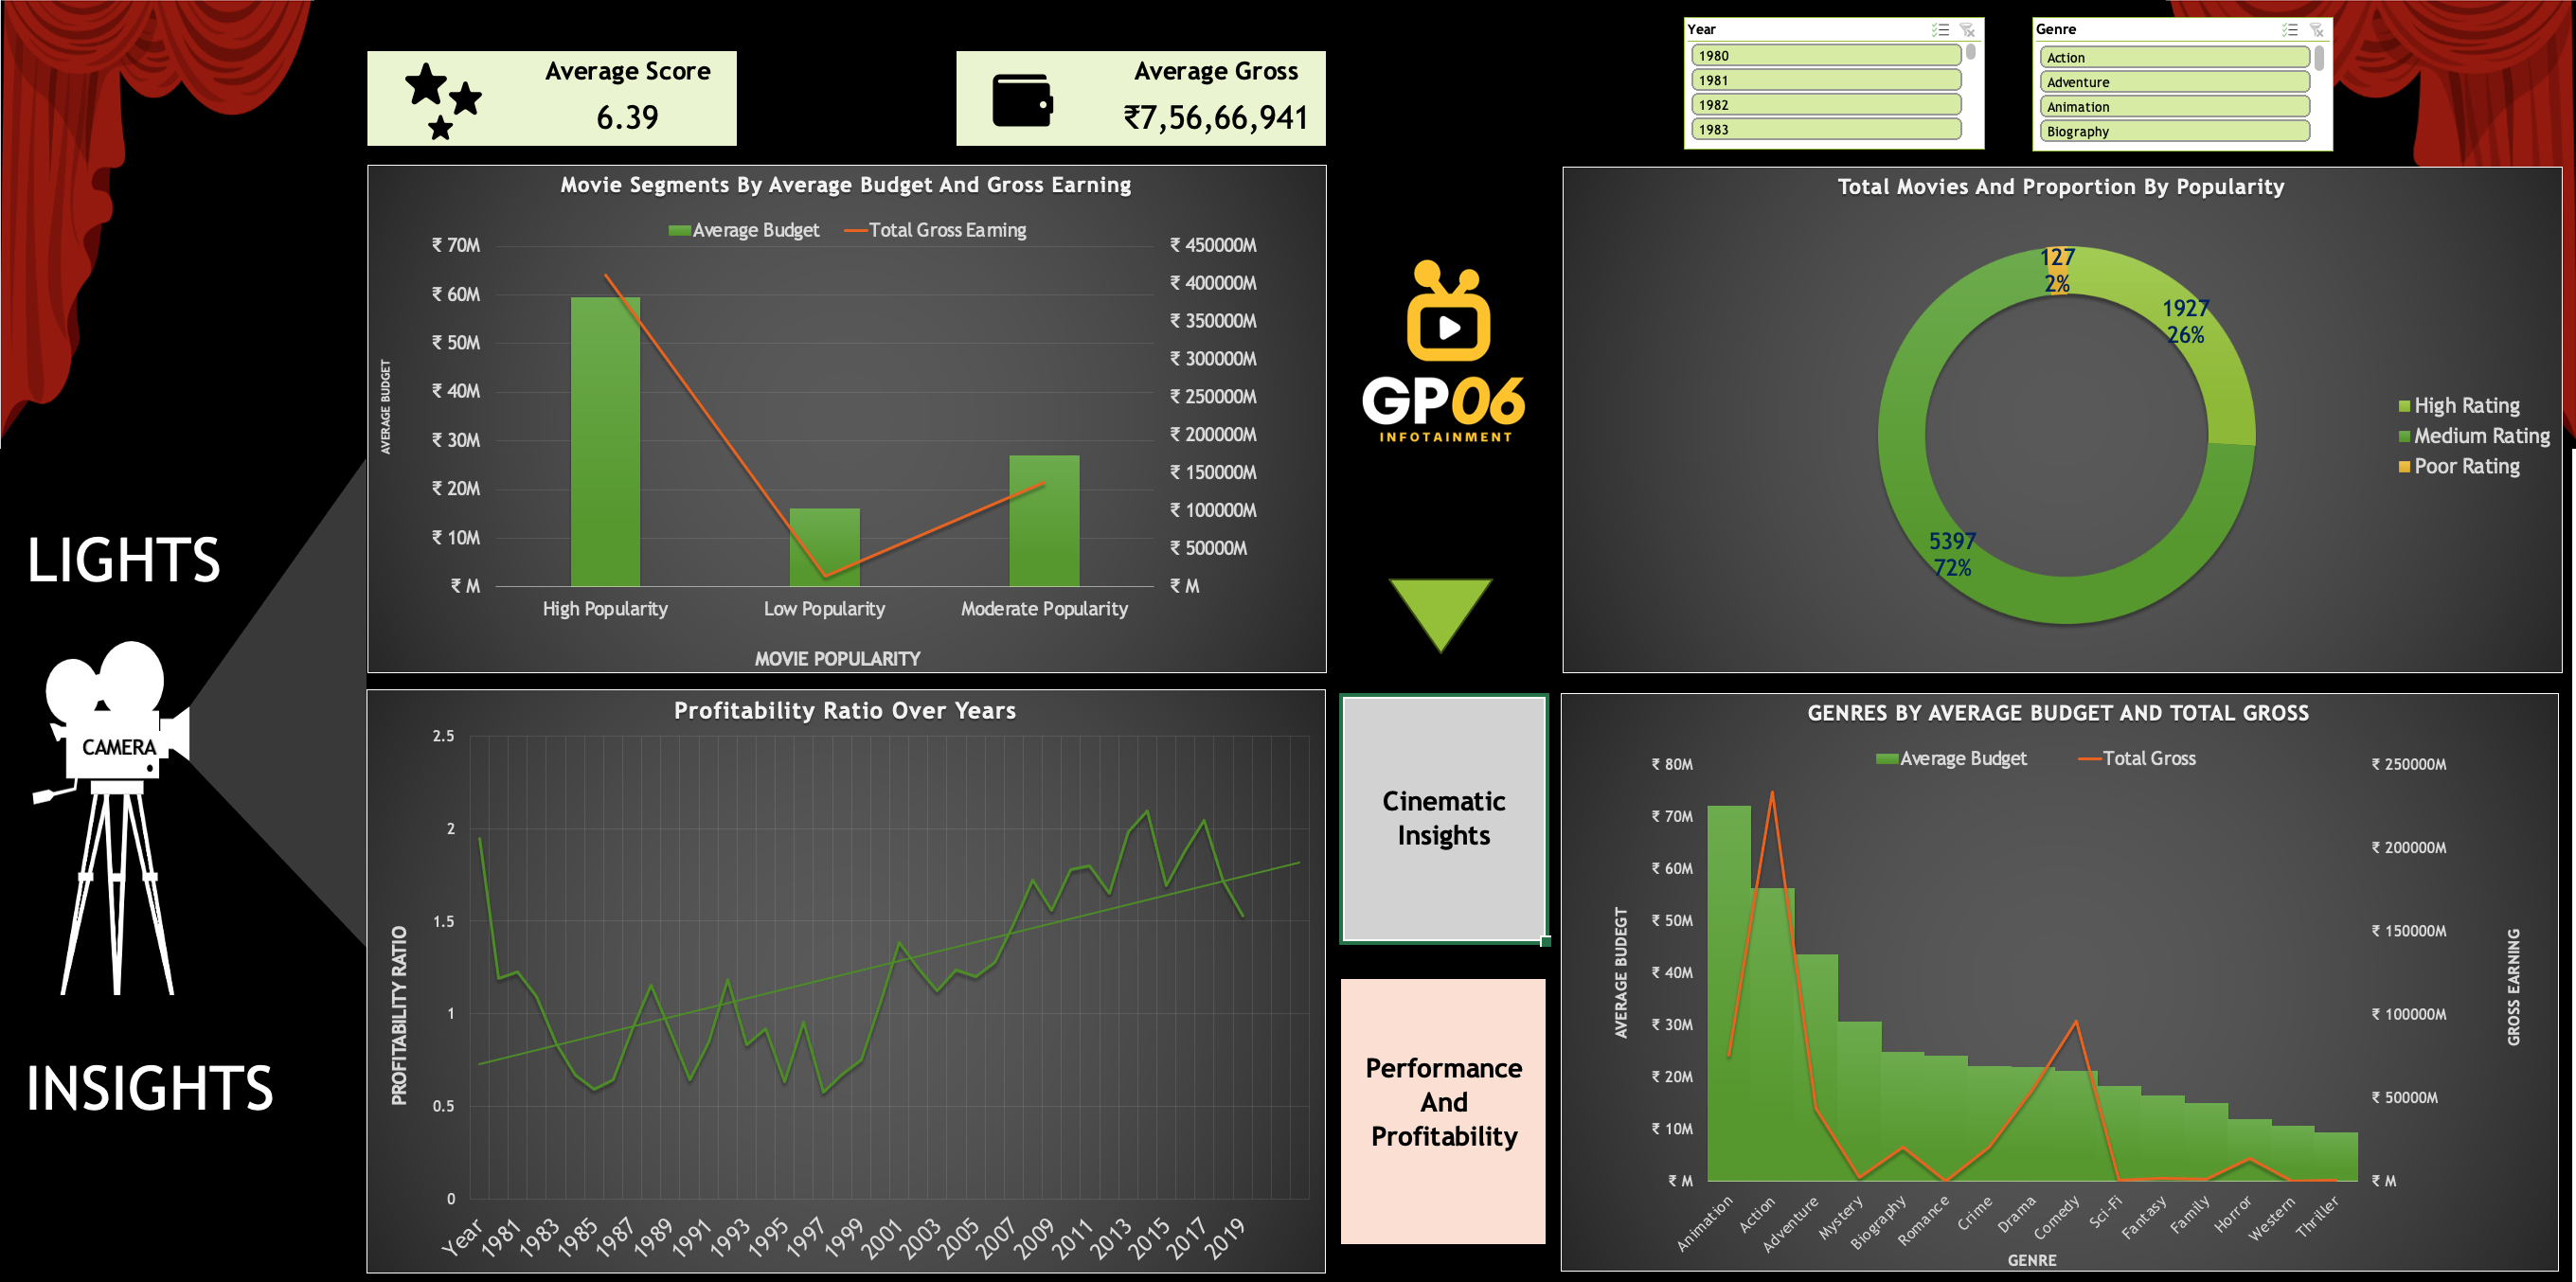 Average Score
6.39
Average Gross
₹7,56,66,941
Year
1980
1981
1982
1983
Genre
Action
Adventure
Animation
Biography
Movie Segments By Average Budget And Gross Earning
Average Budget
Total Gross Earning
₹ 70M
₹ 60M
₹ 50M
₹ 40M
₹ 30M
₹ 20M
₹ 10M
₹ M
AVERAGE BUDGET
₹ 450000M
₹ 400000M
₹ 350000M
₹ 300000M
₹ 250000M
₹ 200000M
₹ 150000M
₹ 100000M
₹ 50000M
₹ M
High Popularity
Low Popularity
Moderate Popularity
MOVIE POPULARITY
GP06
INFOTAINMENT
Total Movies And Proportion By Popularity
127
2%
1927
26%
5397
72%
High Rating
Medium Rating
Poor Rating
LIGHTS
CAMERA
INSIGHTS
Profitability Ratio Over Years
2.5
2
1.5
1
0.5
0
PROFITABILITY RATIO
Year
1981
1983
1985
1987
1989
1991
1993
1995
1997
1999
2001
2003
2005
2007
2009
2011
2013
2015
2017
2019
Cinematic
Insights
Performance
And
Profitability
GENRES BY AVERAGE BUDGET AND TOTAL GROSS
Average Budget
Total Gross
₹ 80M
₹ 70M
₹ 60M
₹ 50M
₹ 40M
₹ 30M
₹ 20M
₹ 10M
₹ M
AVERAGE BUDEGT
₹ 250000M
₹ 200000M
₹ 150000M
₹ 100000M
₹ 50000M
₹ M
GROSS EARNING
Animation
Action
Adventure
Mystery
Biography
Romance
Crime
Drama
Comedy
Sci-Fi
Fantasy
Family
Horror
Western
Thriller
GENRE